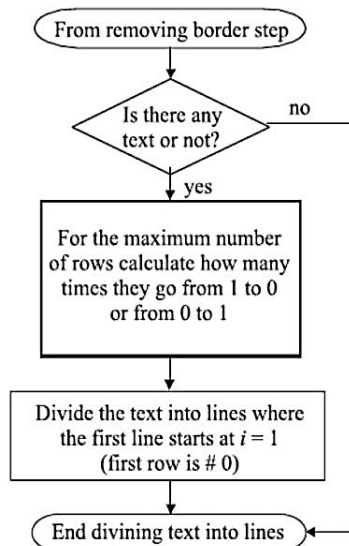 From removing border step
Is there any
text or not?
no
yes
For the maximum number
of rows calculate how many
times they go from 1 to 0
or from 0 to 1
Divide the text into lines where
the first line starts at i = 1
(first row is # 0)
End divining text into lines